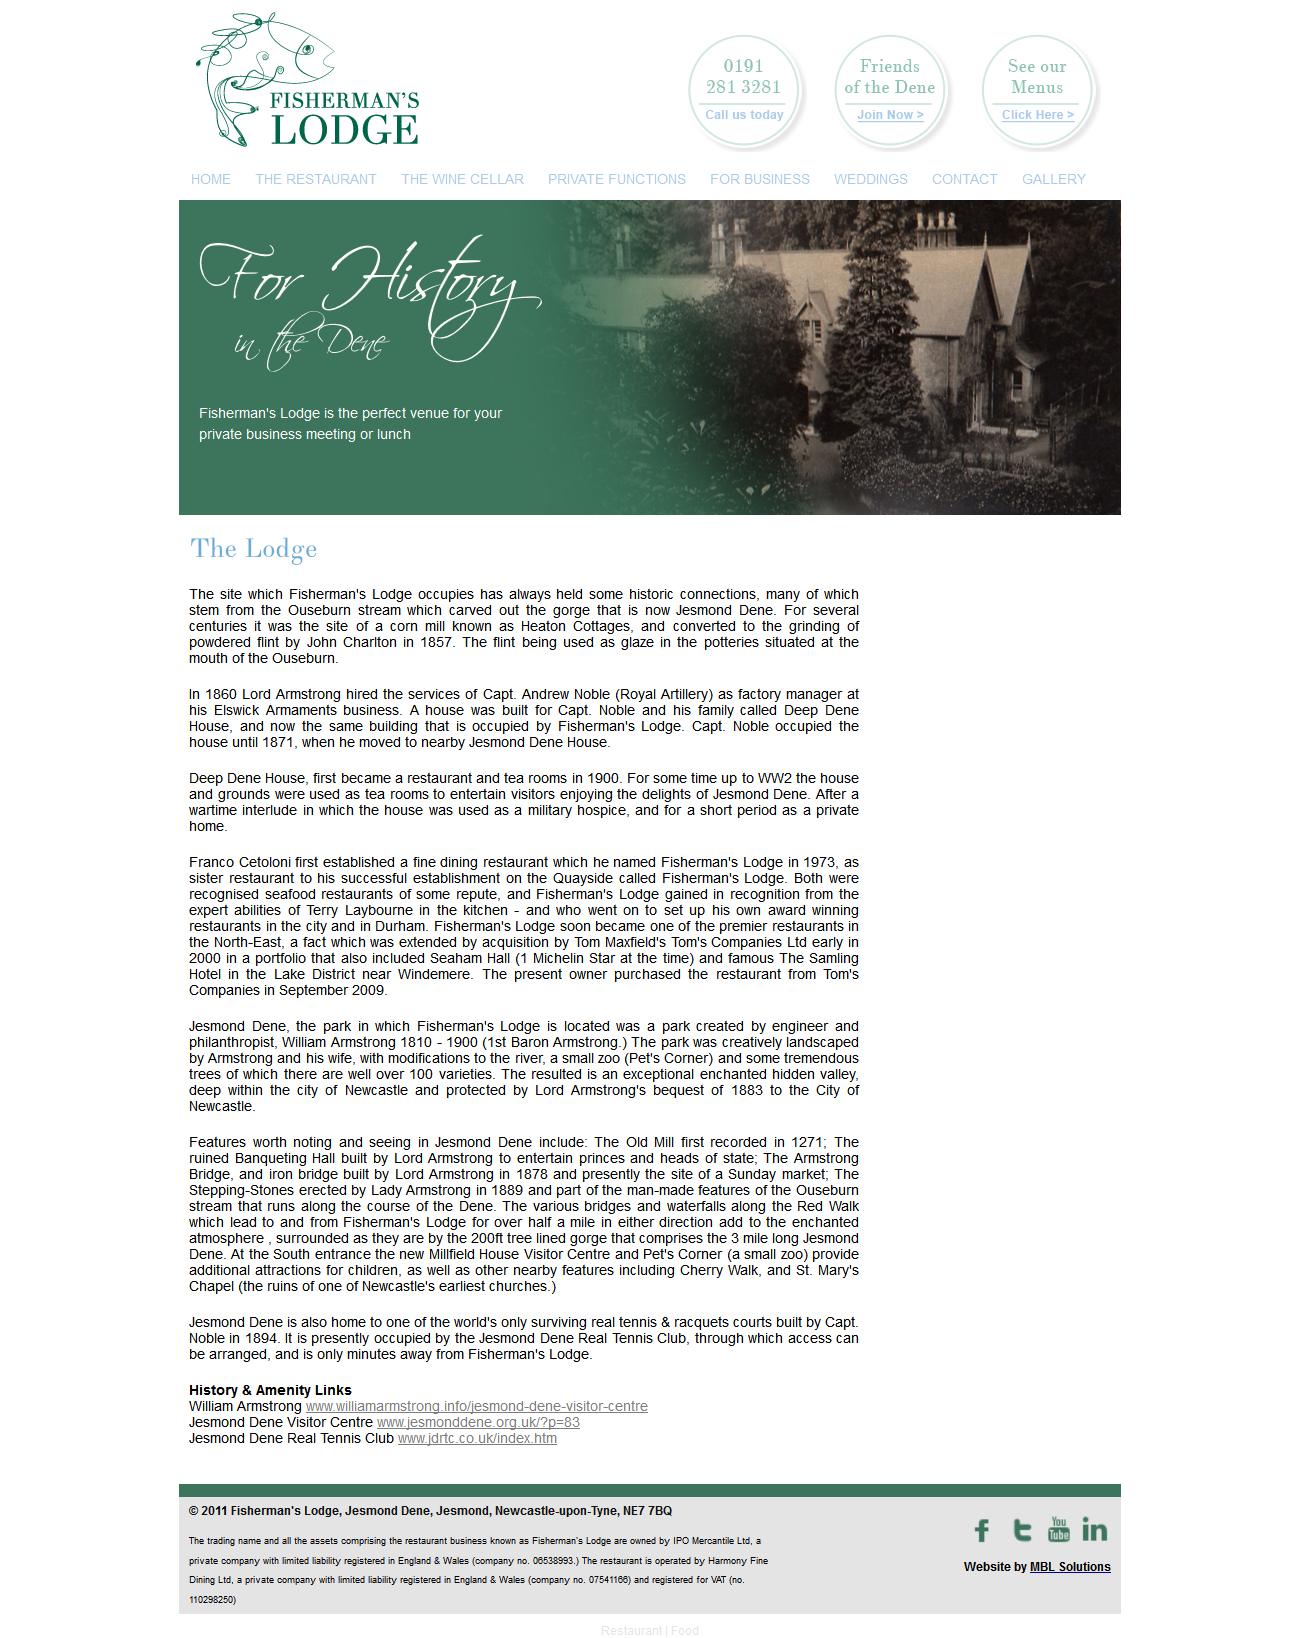 FISHERMAN'S
LODGE
0191
281 3281
Call us today
Friends
of the Dene
Join Now >
See our
Menus
Click Here >
HOME THE RESTAURANT THE WINE CELLAR PRIVATE FUNCTIONS FOR BUSINESS WEDDINGS CONTACT GALLERY
For History
in the Dene
Fisherman's Lodge is the perfect venue for your
private business meeting or lunch
The Lodge
The site which Fisherman's Lodge occupies has always held some historic connections, many of which
stem from the Ouseburn stream which carved out the gorge that is now Jesmond Dene. For several
centuries it was the site of a corn mill known as Heaton Cottages, and converted to the grinding of
powdered flint by John Charlton in 1857. The flint being used as glaze in the potteries situated at the
mouth of the Ouseburn.
In 1860 Lord Armstrong hired the services of Capt. Andrew Noble (Royal Artillery) as factory manager at
his Elswick Armaments business. A house was built for Capt. Noble and his family called Deep Dene
House, and now the same building that is occupied by Fisherman's Lodge. Capt. Noble occupied the
house until 1871, when he moved to nearby Jesmond Dene House.
Deep Dene House, first became a restaurant and tea rooms in 1900. For some time up to WW2 the house
and grounds were used as tea rooms to entertain visitors enjoying the delights of Jesmond Dene. After a
wartime interlude in which the house was used as a military hospice, and for a short period as a private
home.
Franco Cetoloni first established a fine dining restaurant which he named Fisherman's Lodge in 1973, as
sister restaurant to his successful establishment on the Quayside called Fisherman's Lodge. Both were
recognised seafood restaurants of some repute, and Fisherman's Lodge gained in recognition from the
expert abilities of Terry Laybourne in the kitchen - and who went on to set up his own award winning
restaurants in the city and in Durham. Fisherman's Lodge soon became one of the premier restaurants in
the North-East, a fact which was extended by acquisition by Tom Maxfield's Tom's Companies Ltd early in
2000 in a portfolio that also included Seaham Hall (1 Michelin Star at the time) and famous The Samling
Hotel in the Lake District near Windemere. The present owner purchased the restaurant from Tom's
Companies in September 2009.
Jesmond Dene, the park in which Fisherman's Lodge is located was a park created by engineer and
philanthropist, William Armstrong 1810 - 1900 (1st Baron Armstrong.) The park was creatively landscaped
by Armstrong and his wife, with modifications to the river, a small zoo (Pet's Corner) and some tremendous
trees of which there are well over 100 varieties. The resulted is an exceptional enchanted hidden valley,
deep within the city of Newcastle and protected by Lord Armstrong's bequest of 1883 to the City of
Newcastle.
Features worth noting and seeing in Jesmond Dene include: The Old Mill first recorded in 1271; The
ruined Banqueting Hall built by Lord Armstrong to entertain princes and heads of state; The Armstrong
Bridge, and iron bridge built by Lord Armstrong in 1878 and presently the site of a Sunday market; The
Stepping-Stones erected by Lady Armstrong in 1889 and part of the man-made features of the Ouseburn
stream that runs along the course of the Dene. The various bridges and waterfalls along the Red Walk
which lead to and from Fisherman's Lodge for over half a mile in either direction add to the enchanted
atmosphere , surrounded as they are by the 200ft tree lined gorge that comprises the 3 mile long Jesmond
Dene. At the South entrance the new Millfield House Visitor Centre and Pet's Corner (a small zoo) provide
additional attractions for children, as well as other nearby features including Cherry Walk, and St. Mary's
Chapel (the ruins of one of Newcastle's earliest churches.)
Jesmond Dene is also home to one of the world's only surviving real tennis & racquets courts built by Capt.
Noble in 1894. It is presently occupied by the Jesmond Dene Real Tennis Club, through which access can
be arranged, and is only minutes away from Fisherman's Lodge.
History & Amenity Links
William Armstrong www.williamarmstrong.info/jesmond-dene-visitor-centre
Jesmond Dene Visitor Centre www.jesmonddene.org.uk/?p=83
Jesmond Dene Real Tennis Club www.jdrtc.co.uk/index.htm
© 2011 Fisherman's Lodge, Jesmond Dene, Jesmond, Newcastle-upon-Tyne, NE7 7BQ
The trading name and all the assets comprising the restaurant business known as Fisherman's Lodge are owned by IPO Mercantile Ltd, a
private company with limited liability registered in England & Wales (company no. 06538993.) The restaurant is operated by Harmony Fine
Dining Ltd, a private company with limited liability registered in England & Wales (company no. 07541166) and registered for VAT (no.
110298250)
You
Tube
Website by MBL Solutions
Restaurant | Food